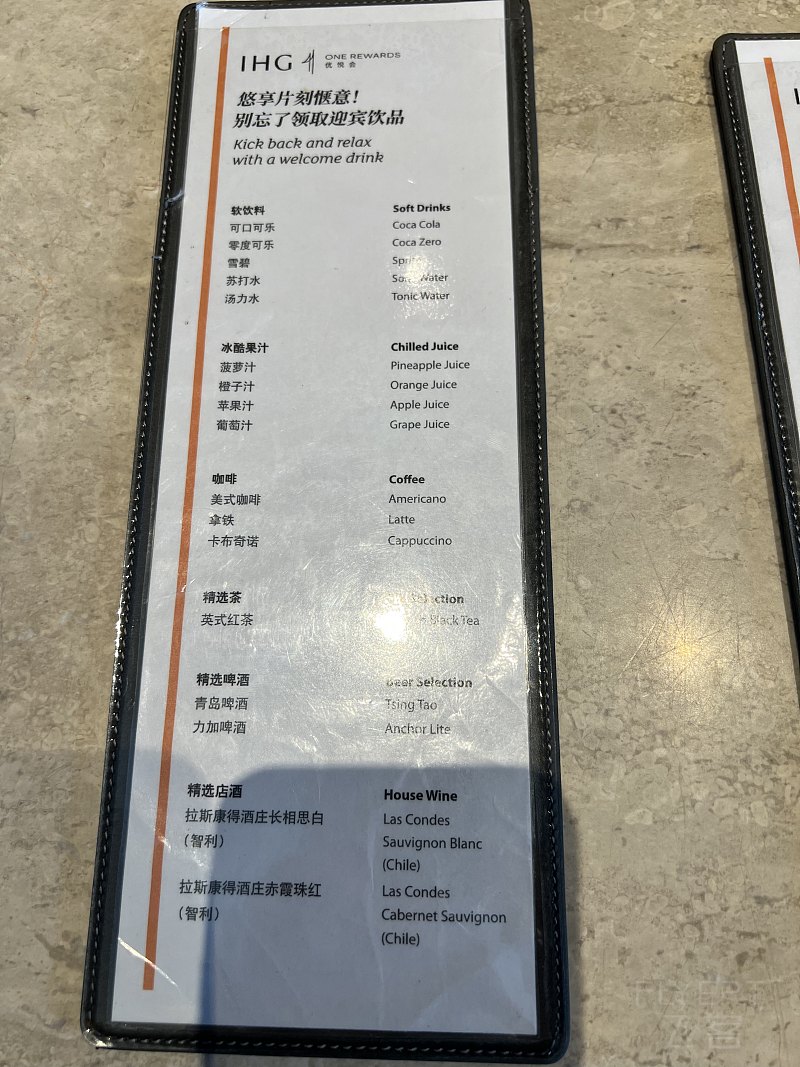 IHG ONE REWARDS
优悦会
悠享片刻惬意！
别忘了领取迎宾饮品
Kick back and relax
with a welcome drink
软饮料 Soft Drinks
可口可乐 Coca Cola
零度可乐 Coca Zero
雪碧
苏打水 Water
汤力水 Tonic Water
冰酷果汁 Chilled Juice
菠萝汁 Pineapple Juice
橙子汁 Orange Juice
苹果汁 Apple Juice
葡萄汁 Grape Juice
咖啡 Coffee
美式咖啡 Americano
拿铁 Latte
卡布奇诺 Cappuccino
精选茶 Selection
英式红茶 Black Tea
精选啤酒 Beer Selection
青岛啤酒 Tsing Tao
力加啤酒 Anchor Lite
精选店酒 House Wine
拉斯康得酒庄长相思白 Las Condes
（智利） Sauvignon Blanc
(Chile)
拉斯康得酒庄赤霞珠红 Las Condes
（智利） Cabernet Sauvignon
(Chile)